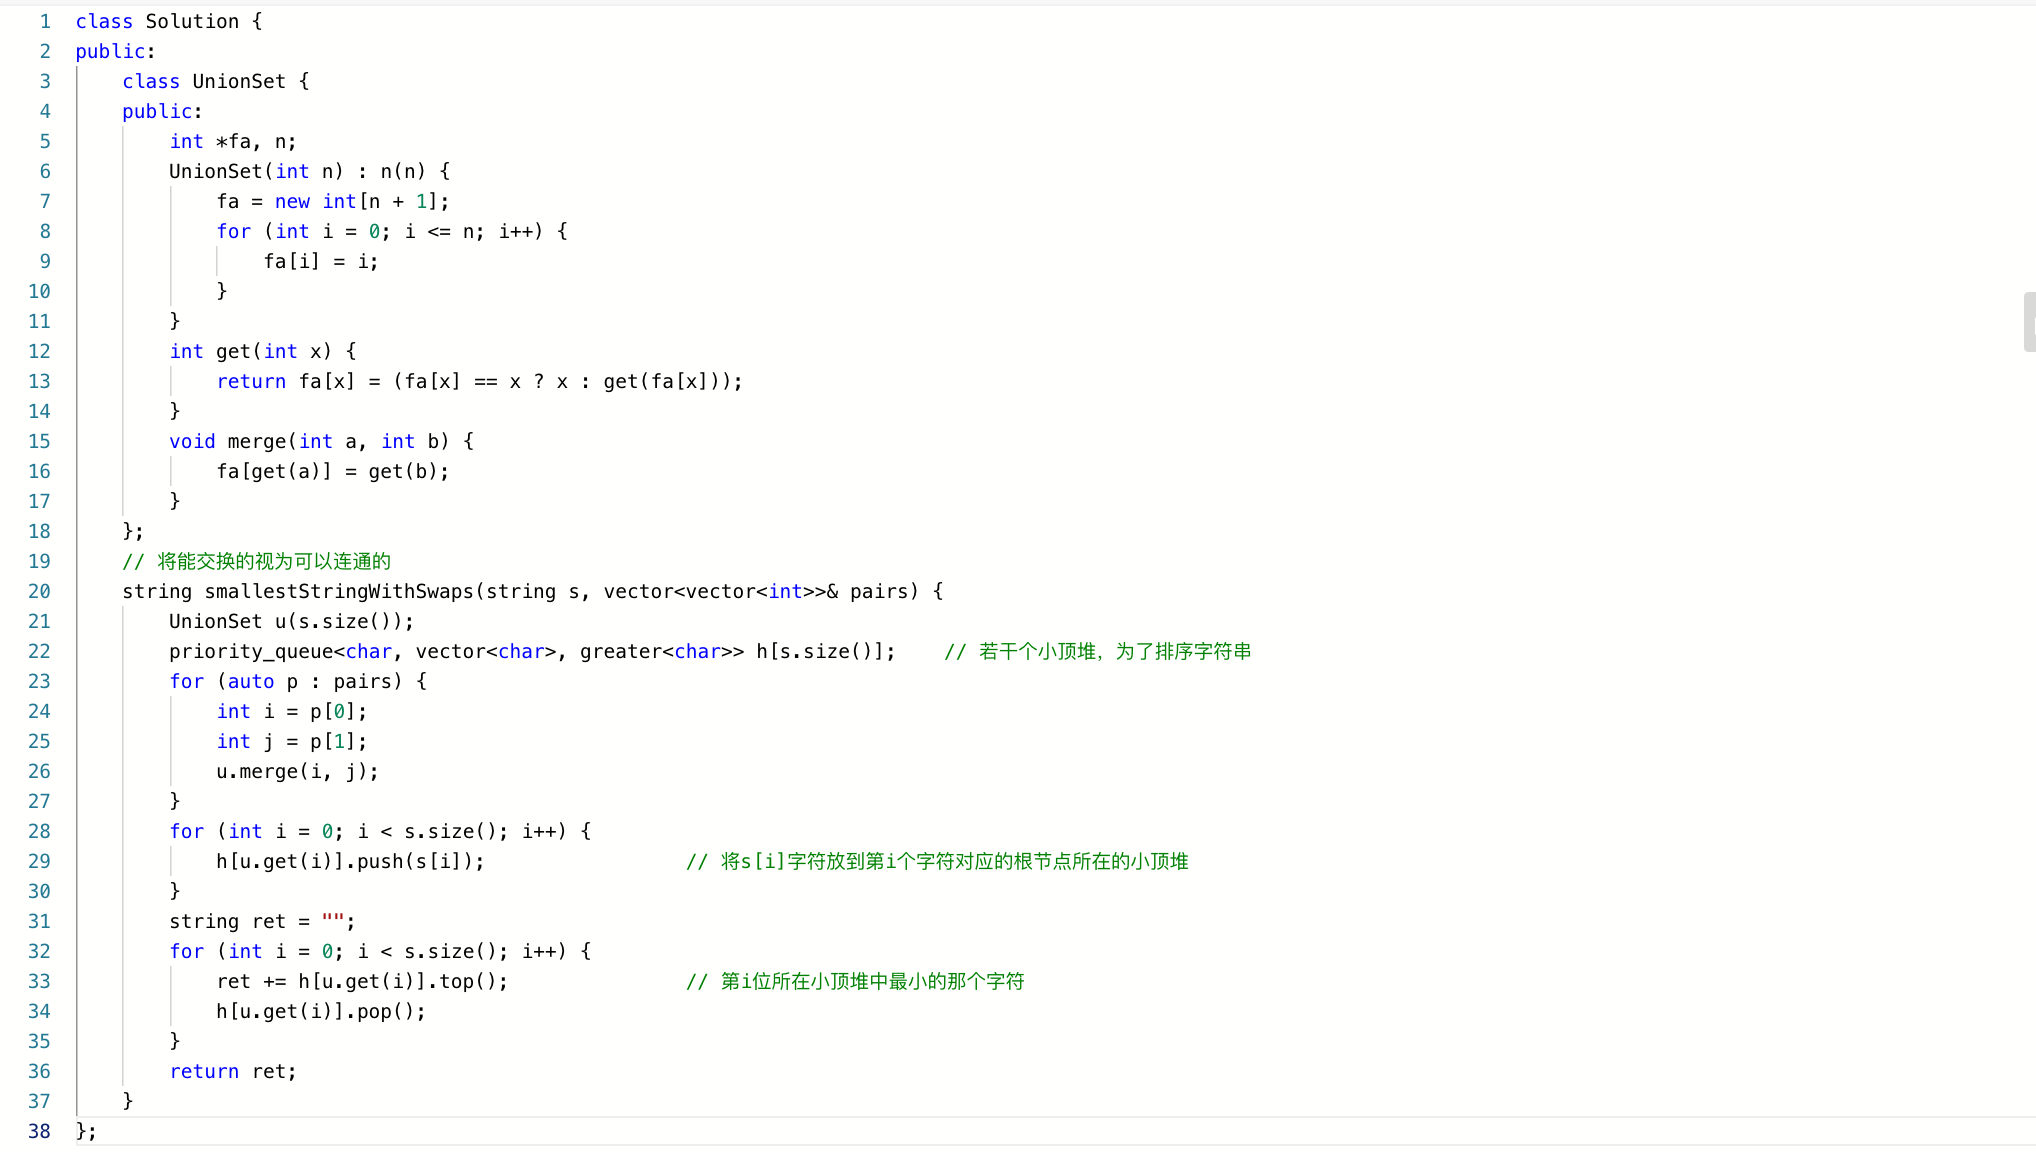 1 class Solution {
2 public:
3     class UnionSet {
4     public:
5         int *fa, n;
6         UnionSet(int n) : n(n) {
7             fa = new int[n + 1];
8             for (int i = 0; i <= n; i++) {
9                 fa[i] = i;
10             }
11         }
12         int get(int x) {
13             return fa[x] = (fa[x] == x ? x : get(fa[x]));
14         }
15         void merge(int a, int b) {
16             fa[get(a)] = get(b);
17         }
18     };
19     // 将能交换的视为可以连通的
20     string smallestStringWithSwaps(string s, vector<vector<int>>& pairs) {
21         UnionSet u(s.size());
22         priority_queue<char, vector<char>, greater<char>> h[s.size()];    // 若干个小顶堆，为了排序字符串
23         for (auto p : pairs) {
24             int i = p[0];
25             int j = p[1];
26             u.merge(i, j);
27         }
28         for (int i = 0; i < s.size(); i++) {
29             h[u.get(i)].push(s[i]);                 // 将s[i]字符放到第i个字符对应的根节点所在的小顶堆
30         }
31         string ret = "";
32         for (int i = 0; i < s.size(); i++) {
33             ret += h[u.get(i)].top();               // 第i位所在小顶堆中最小的那个字符
34             h[u.get(i)].pop();
35         }
36         return ret;
37     }
38 };